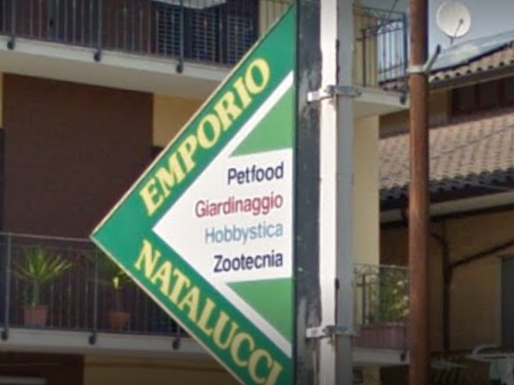 EMPORIO
Petfood
Giardinaggio
Hobbystica
Zootecnia
NATALUCCI